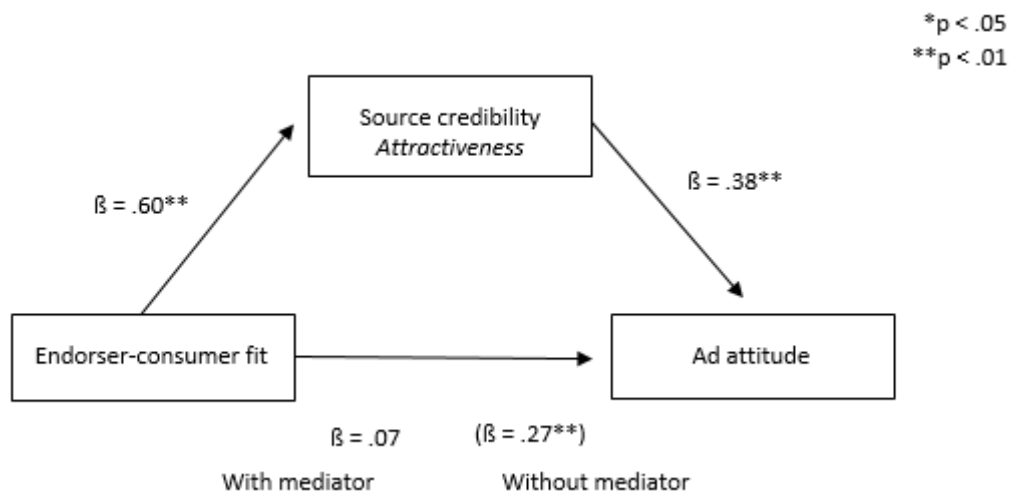 *p < .05
**p < .01
Source credibility
Attractiveness
ß = .60**
ß = .38**
Endorser-consumer fit
Ad attitude
ß = .07 (ß = .27**)
With mediator Without mediator